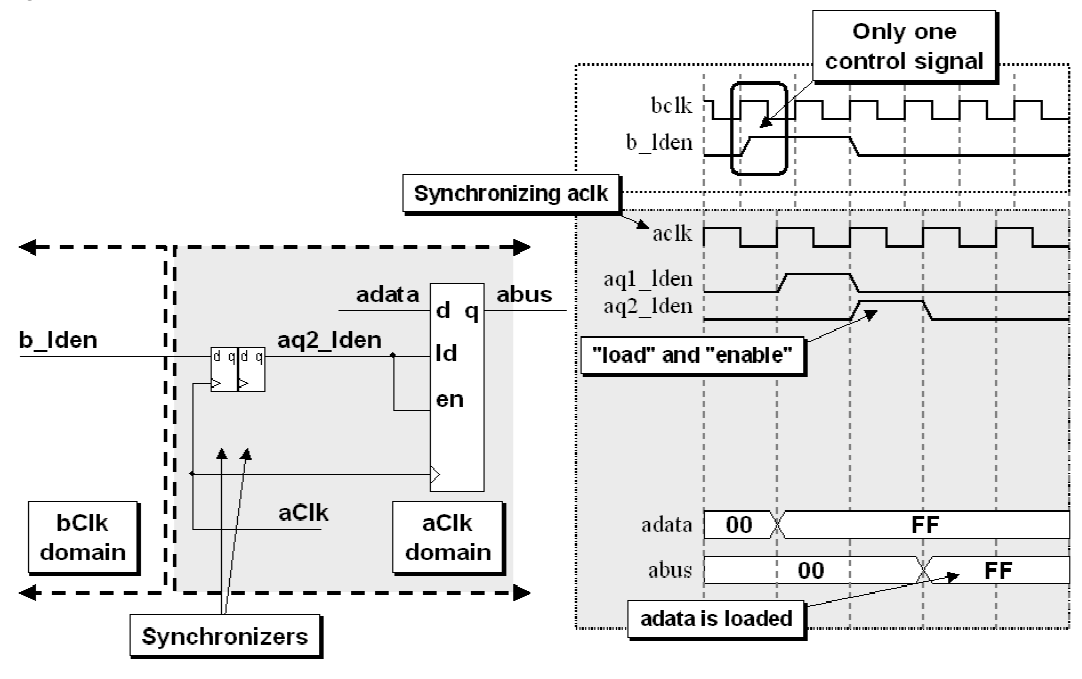 Only one
control signal
bclk
b_lden
Synchronizing aclk
aclk
aq1_lden
aq2_lden
"load" and "enable"
adata
abus
d q
b_lden
aq2_lden
ld
d q d q
en
aClk
bClk
domain
aClk
domain
Synchronizers
adata
00
FF
abus
00
FF
adata is loaded